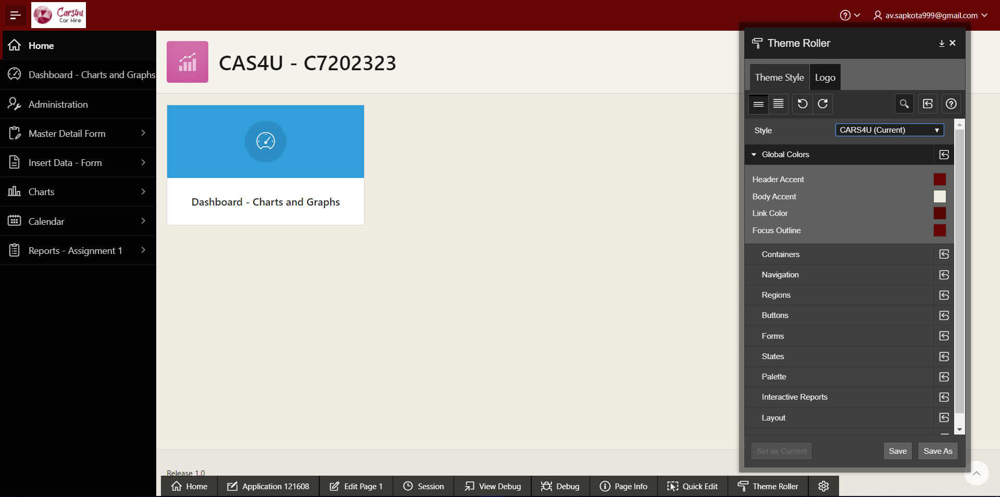 Cars4u
Car Hire
av.sapkota999@gmail.com
Home
Dashboard - Charts and Graphs
Administration
Master Detail Form
Insert Data - Form
Charts
Calendar
Reports - Assignment 1
CAS4U - C7202323
Dashboard - Charts and Graphs
Release 1.0
Theme Roller
Theme Style Logo
Style CARS4U (Current)
Global Colors
Header Accent
Body Accent
Link Color
Focus Outline
Containers
Navigation
Regions
Buttons
Forms
States
Palette
Interactive Reports
Layout
Set as Current Save Save As
Home Application 121608 Edit Page 1 Session View Debug Debug Page Info Quick Edit Theme Roller